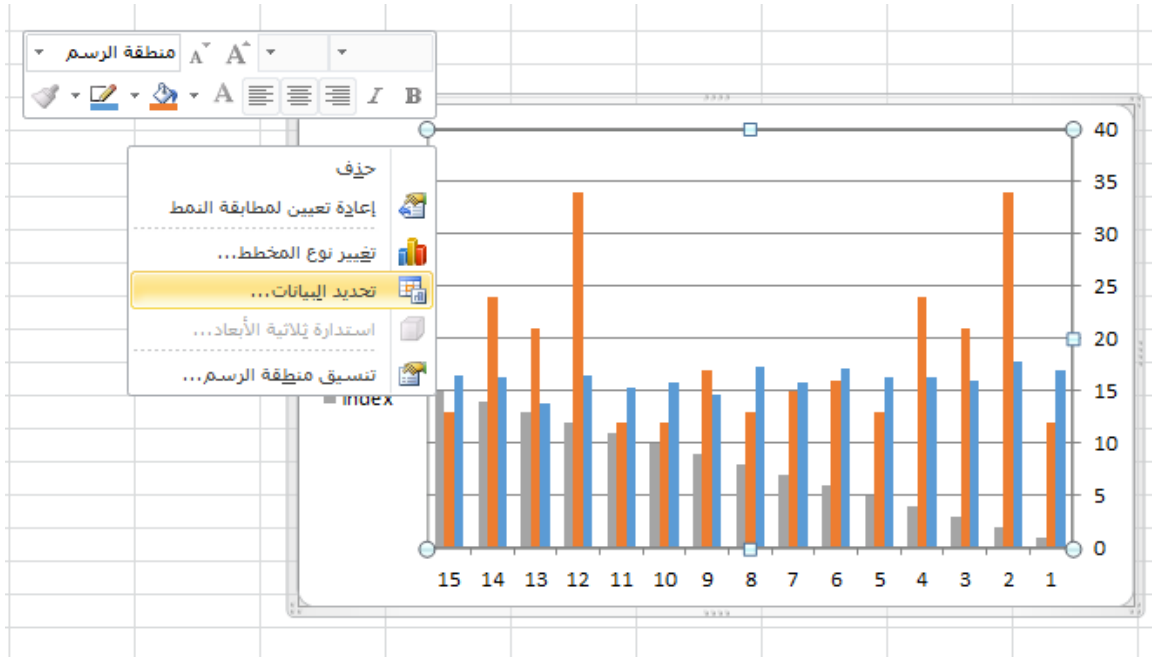 منطقة الرسم A A
A I B
حذف
إعادة تعيين لمطابقة النمط
تغيير نوع المخطط...
تحديد البيانات...
استدارة ثلاثية الأبعاد...
تنسيق منطقة الرسم...
index
40
35
30
25
20
15
10
5
0
15 14 13 12 11 10 9 8 7 6 5 4 3 2 1